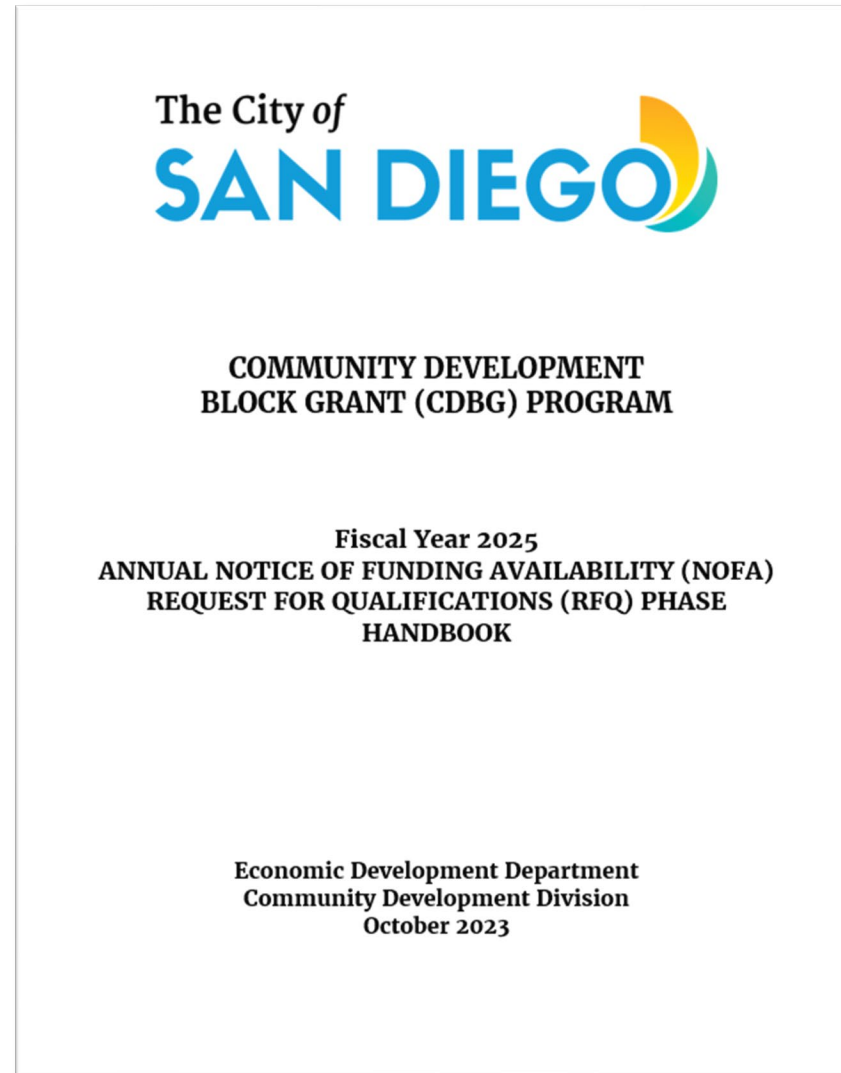 The City of
SAN DIEGO
COMMUNITY DEVELOPMENT
BLOCK GRANT (CDBG) PROGRAM
Fiscal Year 2025
ANNUAL NOTICE OF FUNDING AVAILABILITY (NOFA)
REQUEST FOR QUALIFICATIONS (RFQ) PHASE
HANDBOOK
Economic Development Department
Community Development Division
October 2023